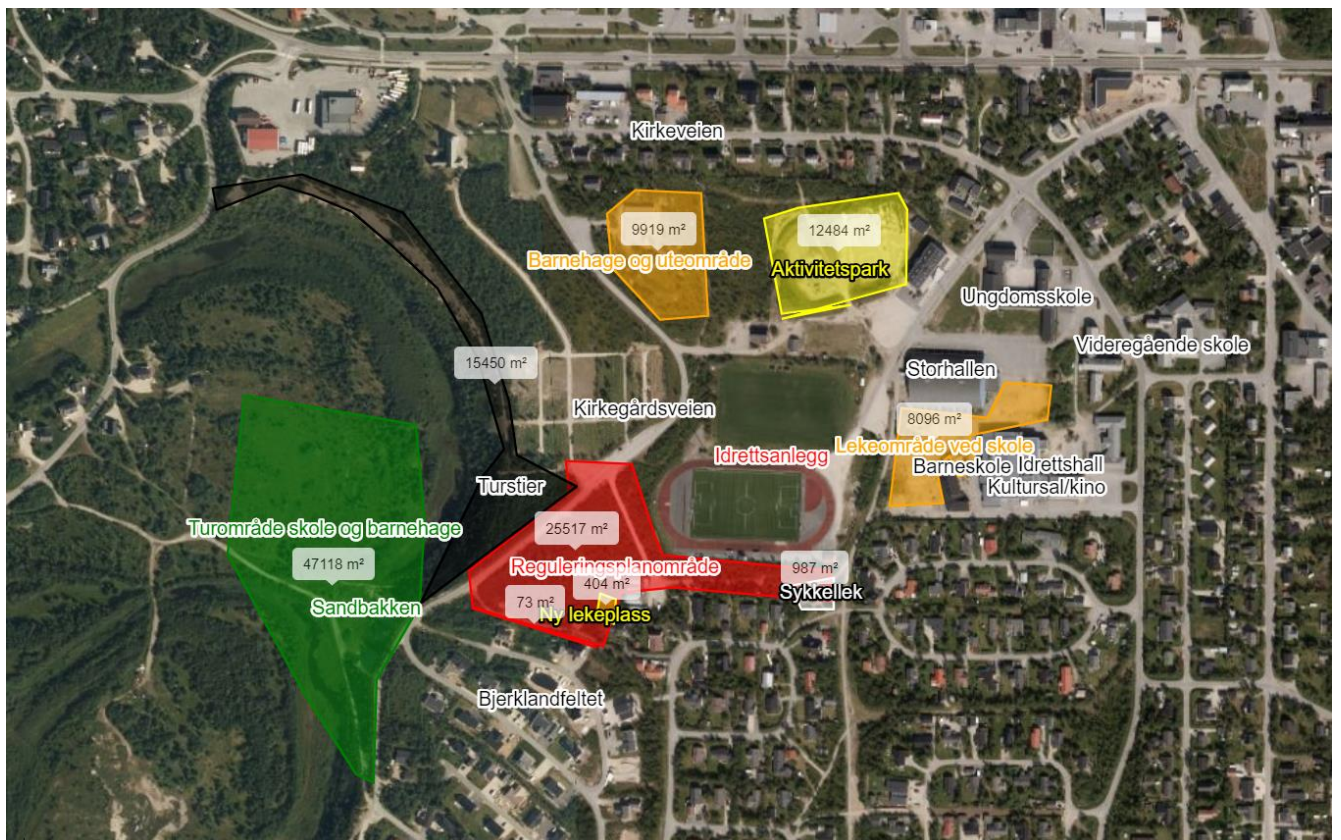 Kirkeveien
9919 m²
12484 m²
Barnehage og uteområde
Aktivitetspark
Ungdomsskole
Videregående skole
15450 m²
Storhallen
Kirkegårdsveien
8096 m²
Lekeområde ved skole
Idrettsanlegg
Barneskole
Idrettshall
Kultursal/kino
Turstier
Turområde skole og barnehage
25517 m²
47118 m²
Reguleringsplanområde
987 m²
404 m²
Sykkellek
73 m²
Sandbakken
Ny lekeplass
Bjerklandfeltet